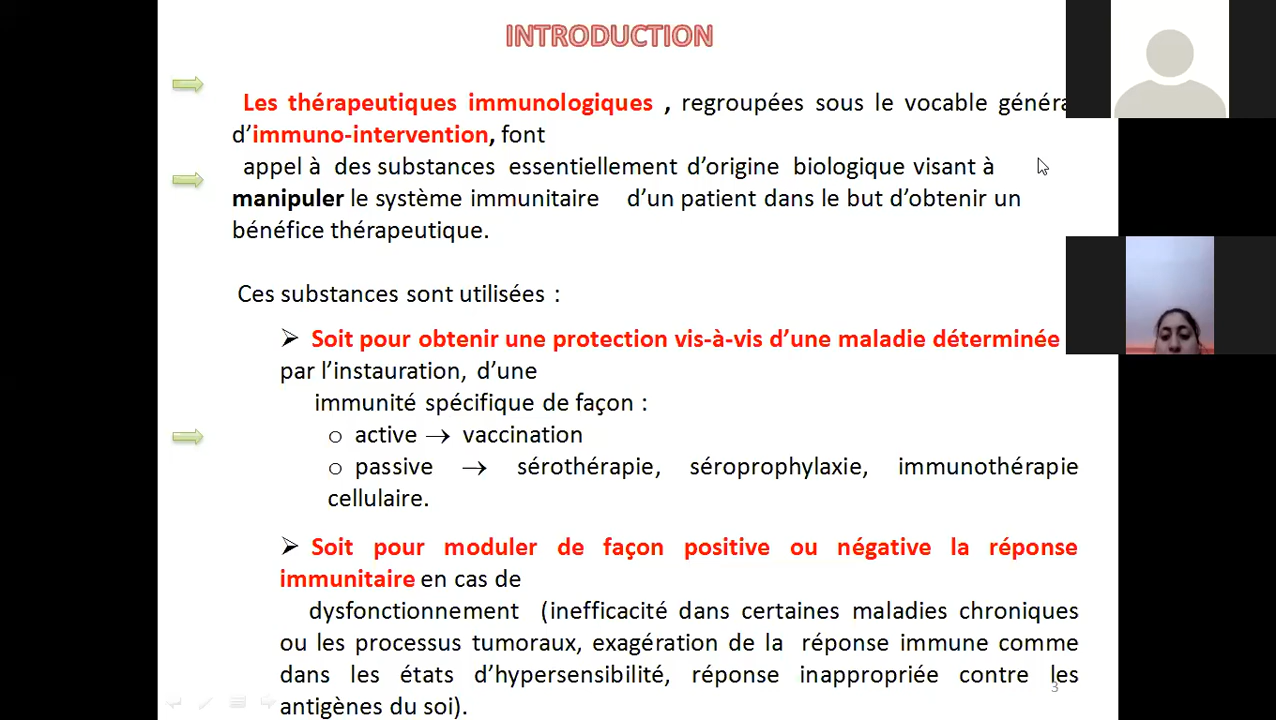 INTRODUCTION
Les thérapeutiques immunologiques , regroupées sous le vocable généra
d’immuno-intervention, font
appel à des substances essentiellement d’origine biologique visant à
manipuler le système immunitaire d’un patient dans le but d’obtenir un
bénéfice thérapeutique.
Ces substances sont utilisées :
➢ Soit pour obtenir une protection vis-à-vis d’une maladie déterminée
par l’instauration, d’une
immunité spécifique de façon :
o active → vaccination
o passive → sérothérapie, séroprophylaxie, immunothérapie
cellulaire.
➢ Soit pour moduler de façon positive ou négative la réponse
immunitaire en cas de
dysfonctionnement (inefficacité dans certaines maladies chroniques
ou les processus tumoraux, exagération de la réponse immune comme
dans les états d’hypersensibilité, réponse inappropriée contre les
antigènes du soi).
3